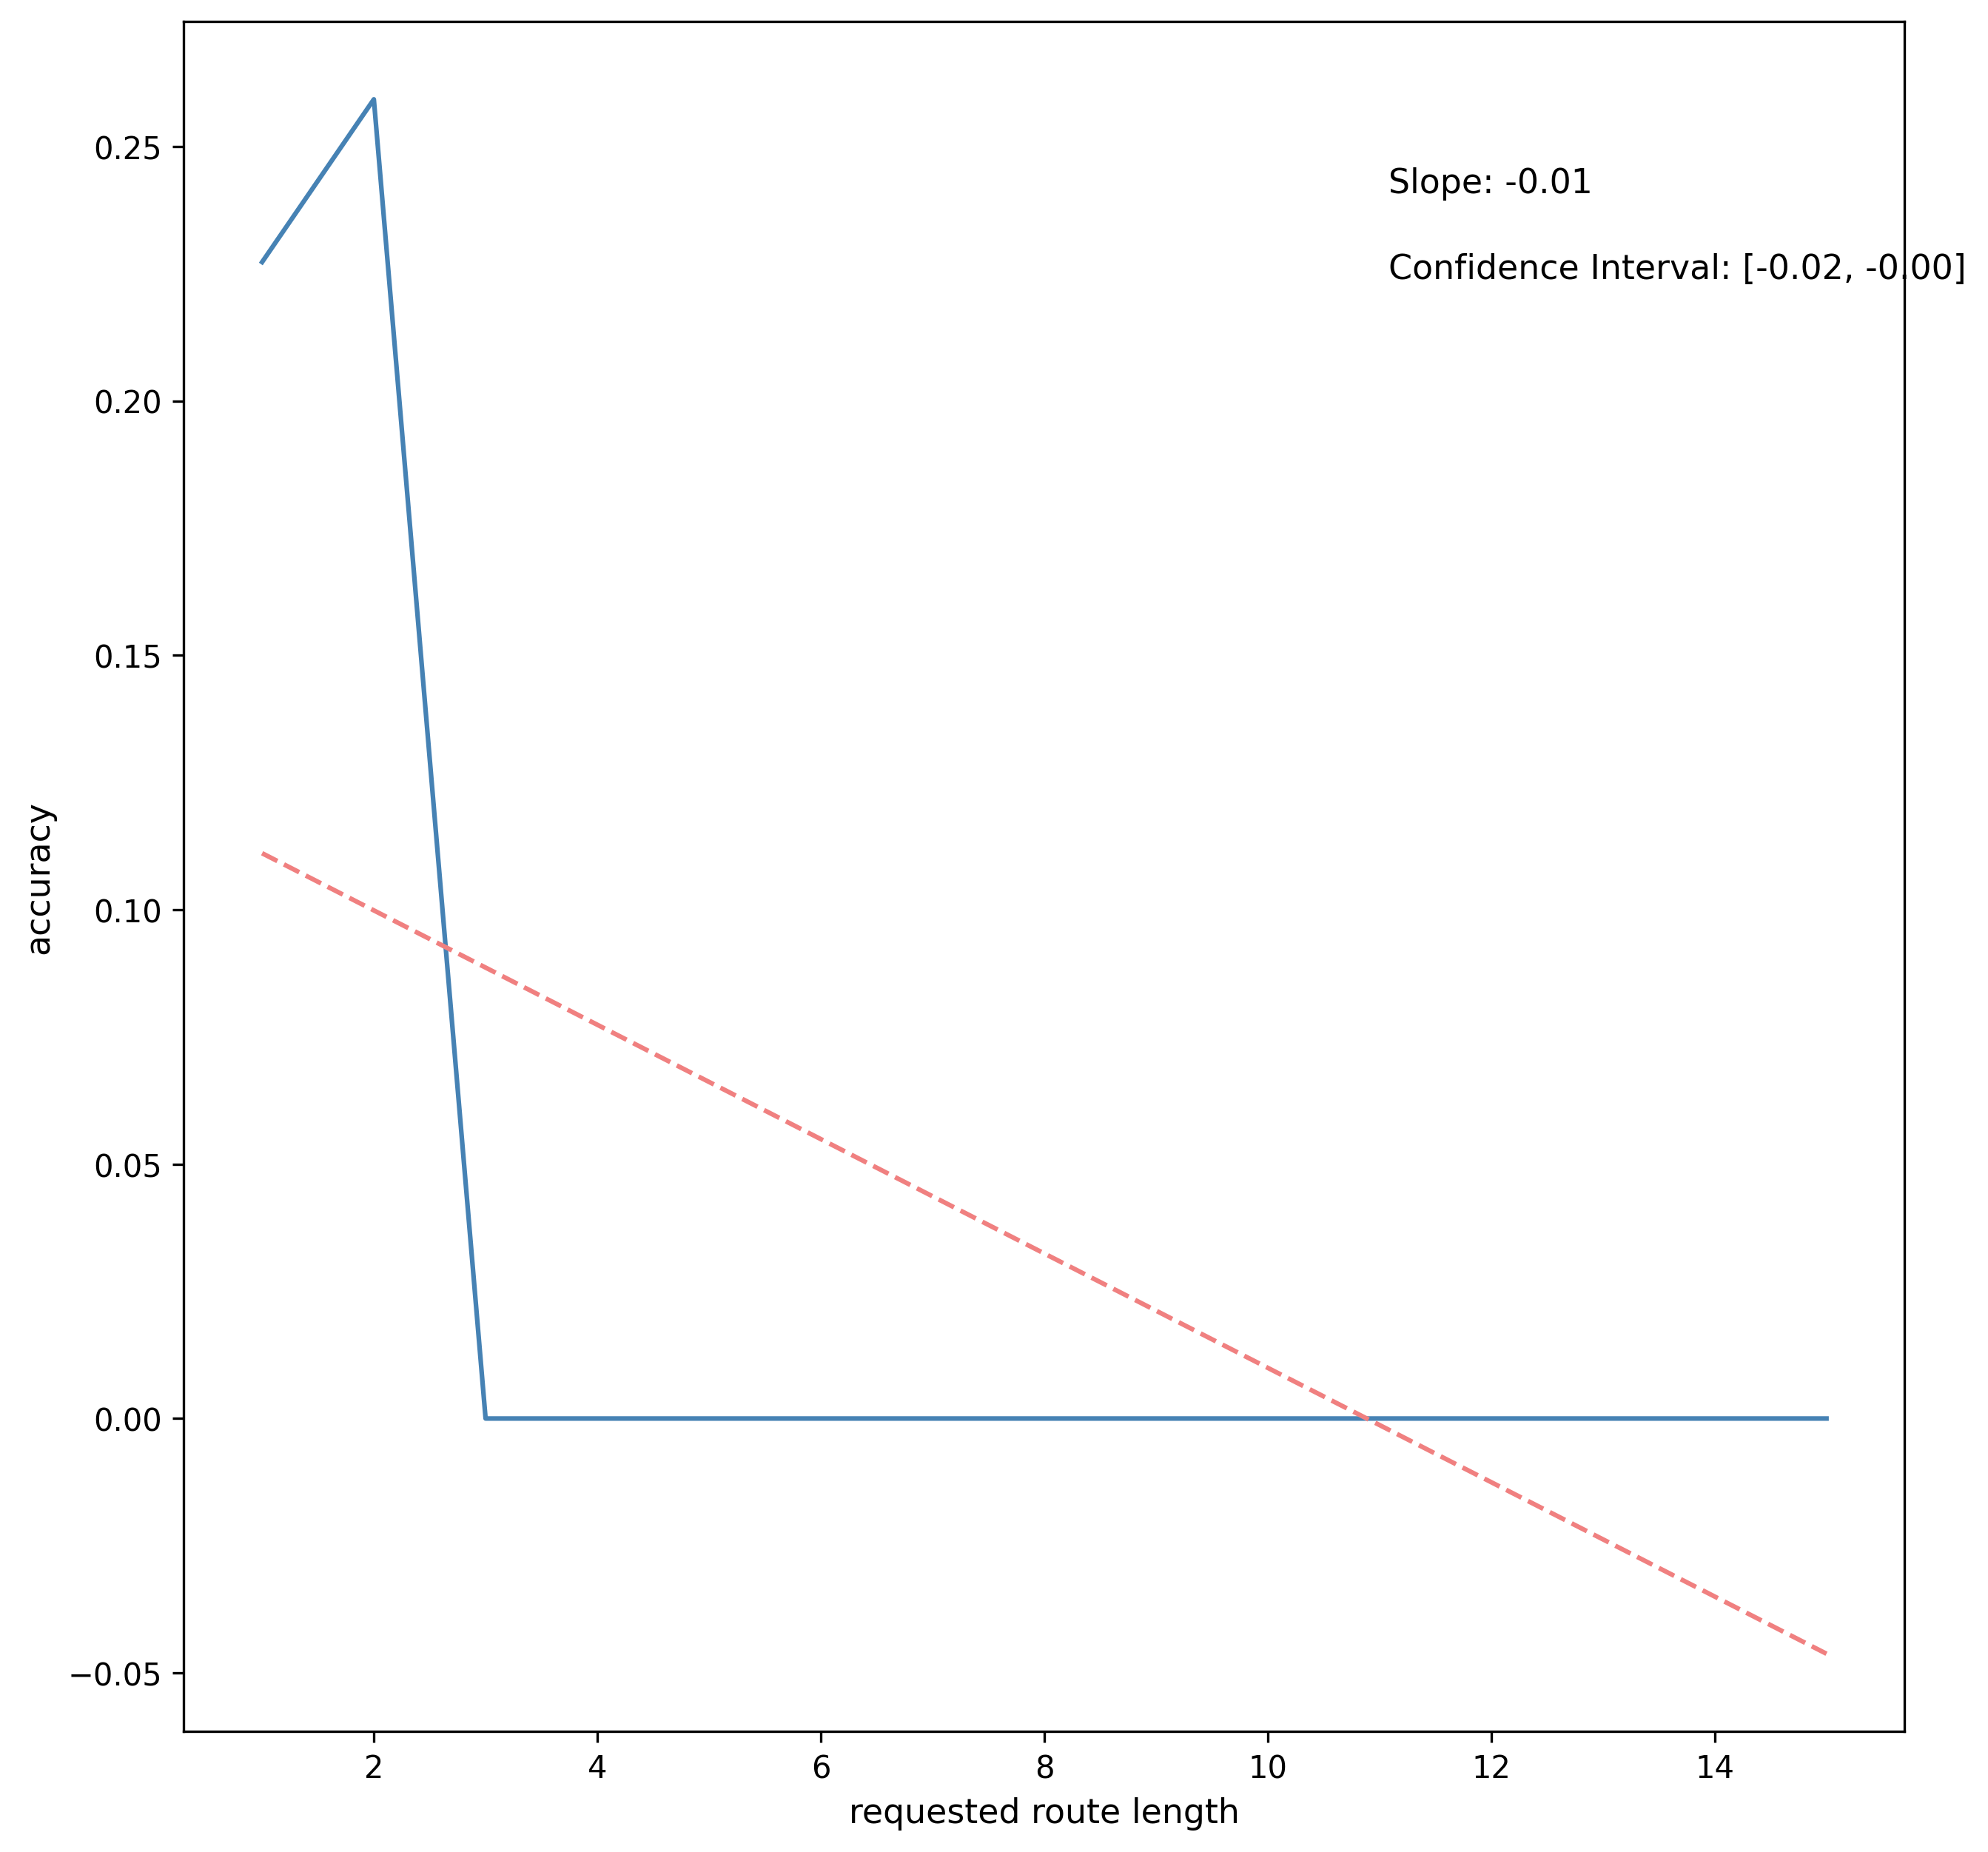 Slope: -0.01
Confidence Interval: [-0.02, -0.00]
0.25
0.20
0.15
0.10
0.05
0.00
−0.05
accuracy
2 4 6 8 10 12 14
requested route length